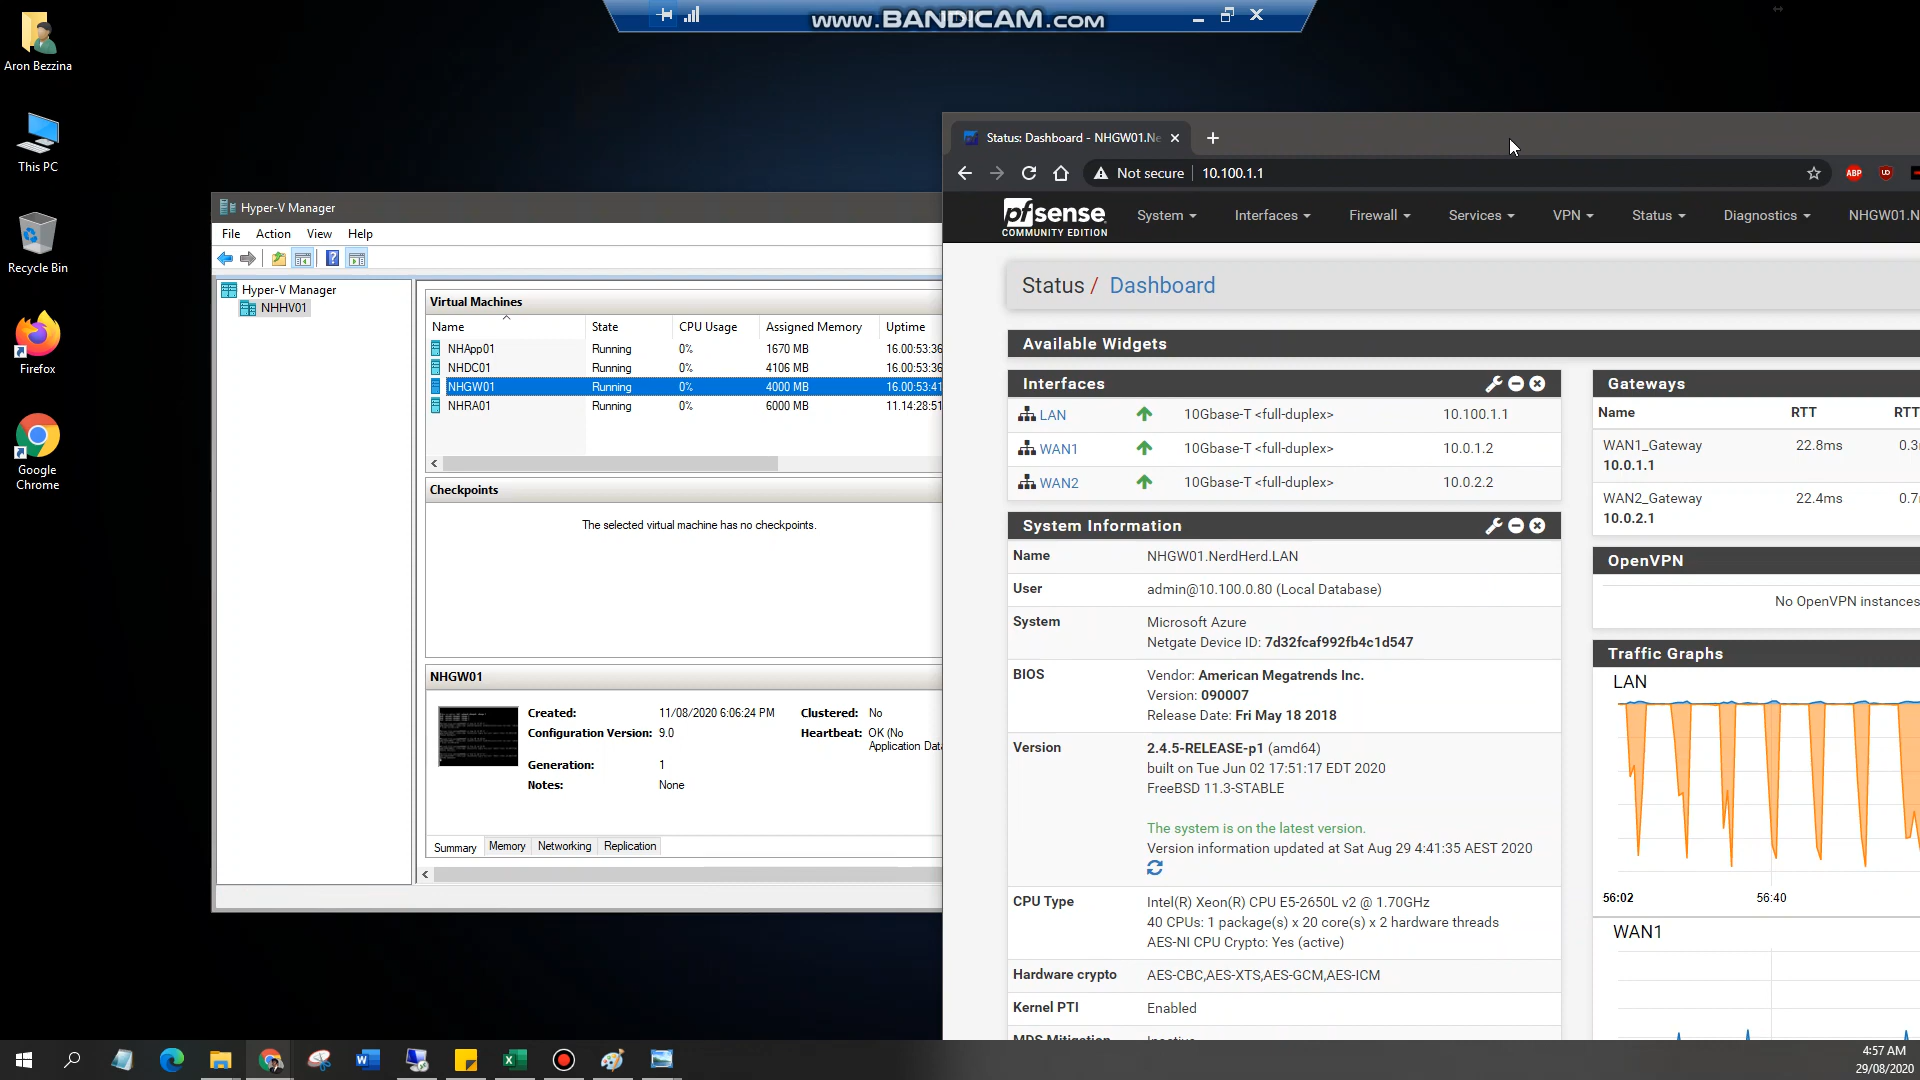 www.BANDICAM.com
Aron Bezzina
This PC
Recycle Bin
Firefox
Google
Chrome
Hyper-V Manager
File Action View Help
Hyper-V Manager
NHHV01
Virtual Machines
Name State CPU Usage Assigned Memory Uptime
NHApp01 Running 0% 1670 MB 16.00:53:36
NHDC01 Running 0% 4106 MB 16.00:53:36
NHGW01 Running 0% 4000 MB 16.00:53:41
NHRA01 Running 0% 6000 MB 11.14:28:51
Checkpoints
The selected virtual machine has no checkpoints.
NHGW01
Created: 11/08/2020 6:06:24 PM Clustered: No
Configuration Version: 9.0 Heartbeat: OK (No
Application Data
Generation: 1
Notes: None
Summary Memory Networking Replication
Status: Dashboard - NHGW01.Ne
Not secure 10.100.1.1
ABP
UD
pfsense
COMMUNITY EDITION
System Interfaces Firewall Services VPN Status Diagnostics NHGW01.N
Status / Dashboard
Available Widgets
Interfaces
LAN 10Gbase-T <full-duplex> 10.100.1.1
WAN1 10Gbase-T <full-duplex> 10.0.1.2
WAN2 10Gbase-T <full-duplex> 10.0.2.2
System Information
Name NHGW01.NerdHerd.LAN
User admin@10.100.0.80 (Local Database)
System Microsoft Azure
Netgate Device ID: 7d32fcaf992fb4c1d547
BIOS Vendor: American Megatrends Inc.
Version: 090007
Release Date: Fri May 18 2018
Version 2.4.5-RELEASE-p1 (amd64)
built on Tue Jun 02 17:51:17 EDT 2020
FreeBSD 11.3-STABLE
The system is on the latest version.
Version information updated at Sat Aug 29 4:41:35 AEST 2020
CPU Type Intel(R) Xeon(R) CPU E5-2650L v2 @ 1.70GHz
40 CPUs: 1 package(s) x 20 core(s) x 2 hardware threads
AES-NI CPU Crypto: Yes (active)
Hardware crypto AES-CBC,AES-XTS,AES-GCM,AES-ICM
Kernel PTI Enabled
MDS Mitigation Inactive
Gateways
Name RTT RTT
WAN1_Gateway 22.8ms 0.3
10.0.1.1
WAN2_Gateway 22.4ms 0.7
10.0.2.1
OpenVPN
No OpenVPN instances
Traffic Graphs
LAN
56:02 56:40
WAN1
4:57 AM
29/08/2020